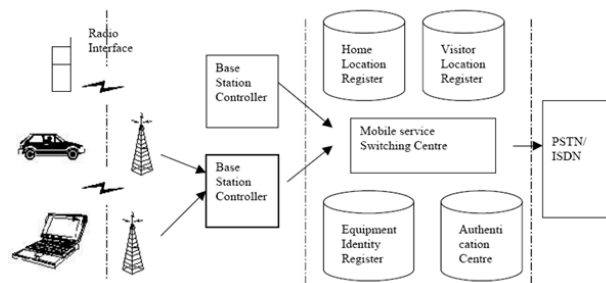 Radio
Interface
Base
Station
Controller
Base
Station
Controller
Home
Location
Register
Visitor
Location
Register
Mobile service
Switching Centre
Equipment
Identity
Register
Authenti
cation
Centre
PSTN/
ISDN